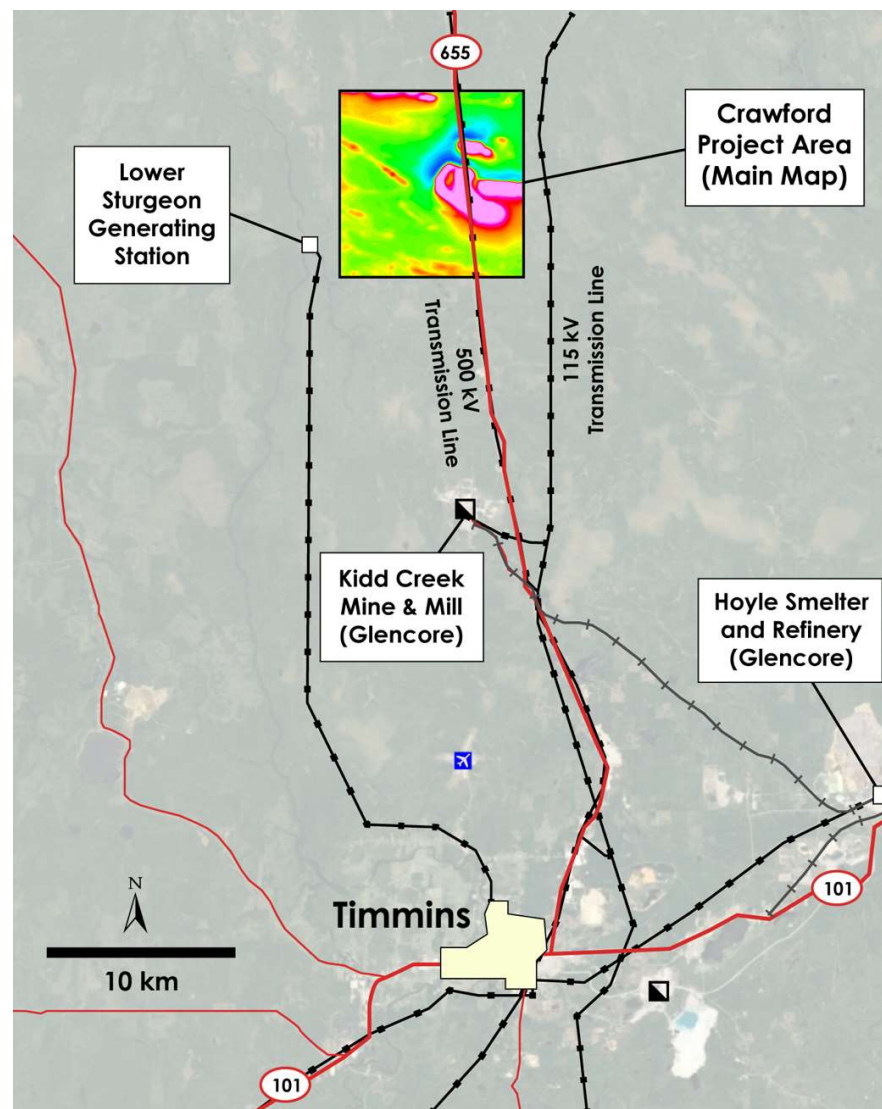 655
Crawford
Project Area
(Main Map)
Lower
Sturgeon
Generating
Station
500 kV
Transmission Line
115 kV
Transmission Line
Kidd Creek
Mine & Mill
(Glencore)
Hoyle Smelter
and Refinery
(Glencore)
N
10 km
Timmins
101
101